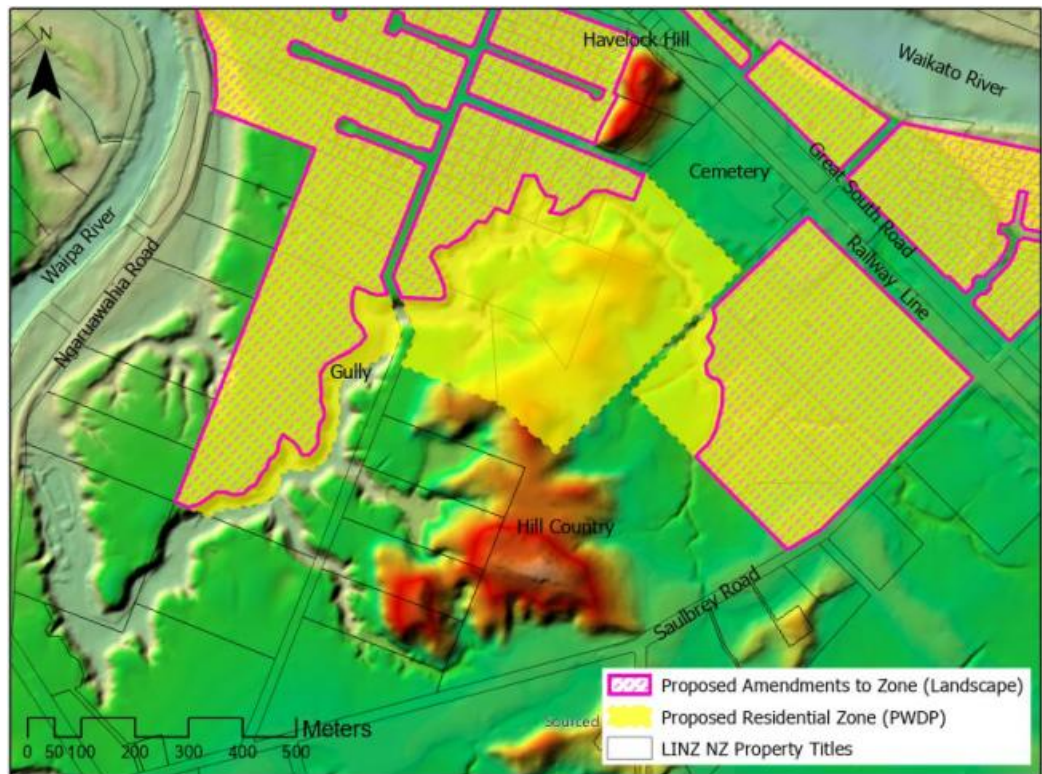 N
Havelock Hill
Waikato River
Cemetery
Great South Road
Railway Line
Waipa River
Ngaruawahia Road
Gully
Hill Country
Saulbrey Road
Proposed Amendments to Zone (Landscape)
Proposed Residential Zone (PWDP)
LINZ NZ Property Titles
Meters
0 50 100 200 300 400 500
Sourced